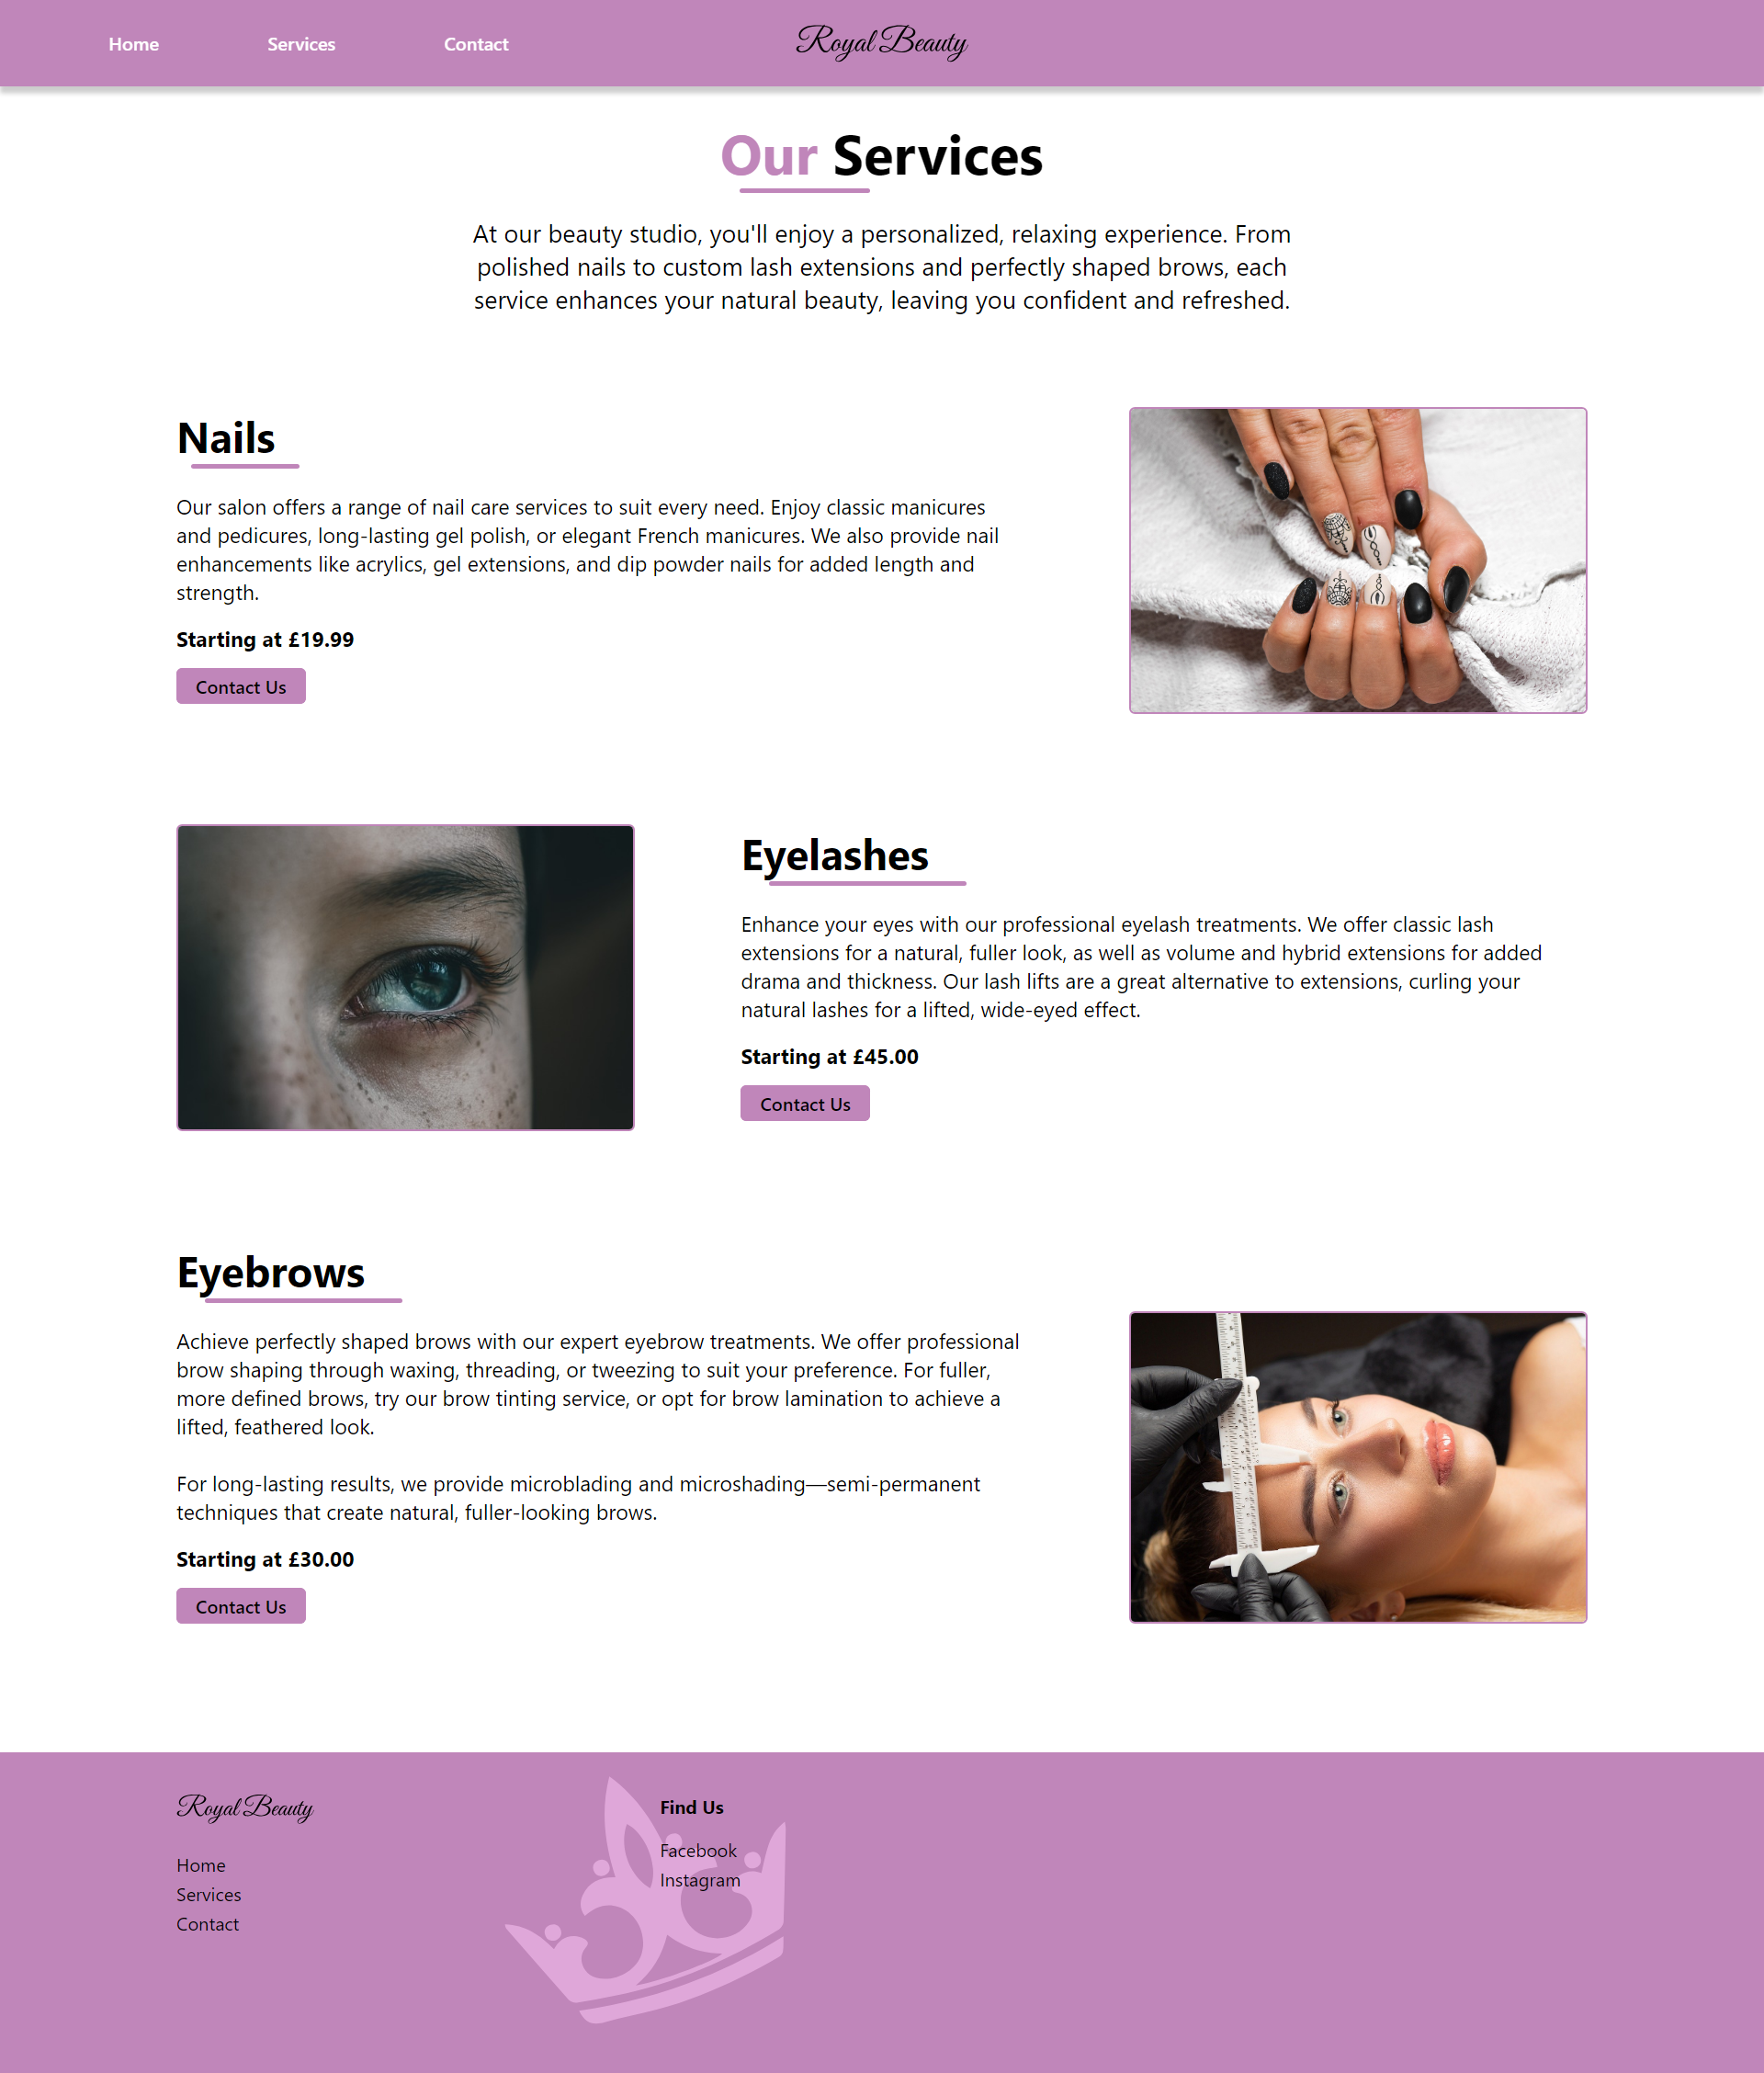 Home
Services
Contact
Royal Beauty
Our Services
At our beauty studio, you'll enjoy a personalized, relaxing experience. From
polished nails to custom lash extensions and perfectly shaped brows, each
service enhances your natural beauty, leaving you confident and refreshed.
Nails
Our salon offers a range of nail care services to suit every need. Enjoy classic manicures
and pedicures, long-lasting gel polish, or elegant French manicures. We also provide nail
enhancements like acrylics, gel extensions, and dip powder nails for added length and
strength.
Starting at £19.99
Contact Us
Eyelashes
Enhance your eyes with our professional eyelash treatments. We offer classic lash
extensions for a natural, fuller look, as well as volume and hybrid extensions for added
drama and thickness. Our lash lifts are a great alternative to extensions, curling your
natural lashes for a lifted, wide-eyed effect.
Starting at £45.00
Contact Us
Eyebrows
Achieve perfectly shaped brows with our expert eyebrow treatments. We offer professional
brow shaping through waxing, threading, or tweezing to suit your preference. For fuller,
more defined brows, try our brow tinting service, or opt for brow lamination to achieve a
lifted, feathered look.
For long-lasting results, we provide microblading and microshading—semi-permanent
techniques that create natural, fuller-looking brows.
Starting at £30.00
Contact Us
Royal Beauty
Home
Services
Contact
Find Us
Facebook
Instagram